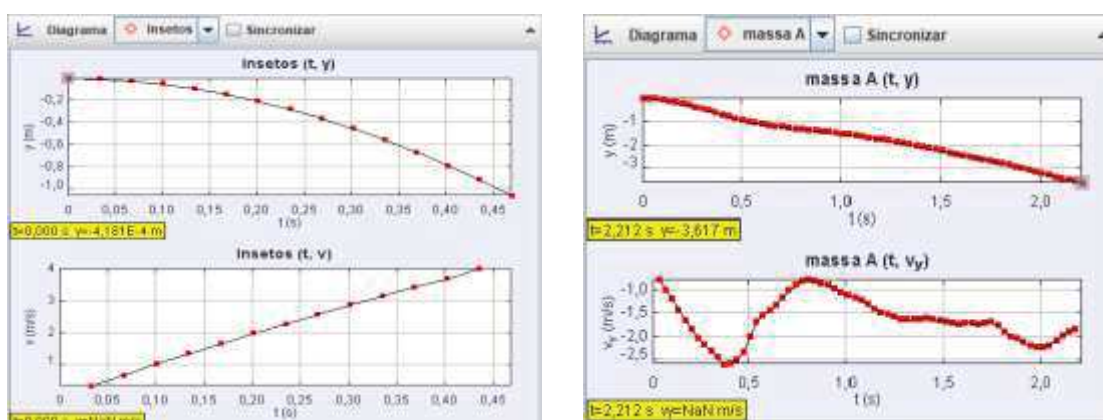 Diagrama Insetos Sincronizar
Insetos (t, y)
y (m)
-0,2
-0,4
-0,6
-0,8
-1,0
0 0,05 0,10 0,15 0,20 0,25 0,30 0,35 0,40 0,45
t (s)
t=0,000 s y=-4,181E-4 m
Insetos (t, v)
v (m/s)
4
3
2
1
0 0,05 0,10 0,15 0,20 0,25 0,30 0,35 0,40 0,45
t (s)
t=0,000 s v=NaN m/s
Diagrama massa A Sincronizar
massa A (t, y)
y (m)
-1
-2
-3
0 0,5 1,0 1,5 2,0
t (s)
t=2,212 s y=-3,617 m
massa A (t, vy)
vy (m/s)
-1,0
-1,5
-2,0
-2,5
0 0,5 1,0 1,5 2,0
t (s)
t=2,212 s vy=NaN m/s